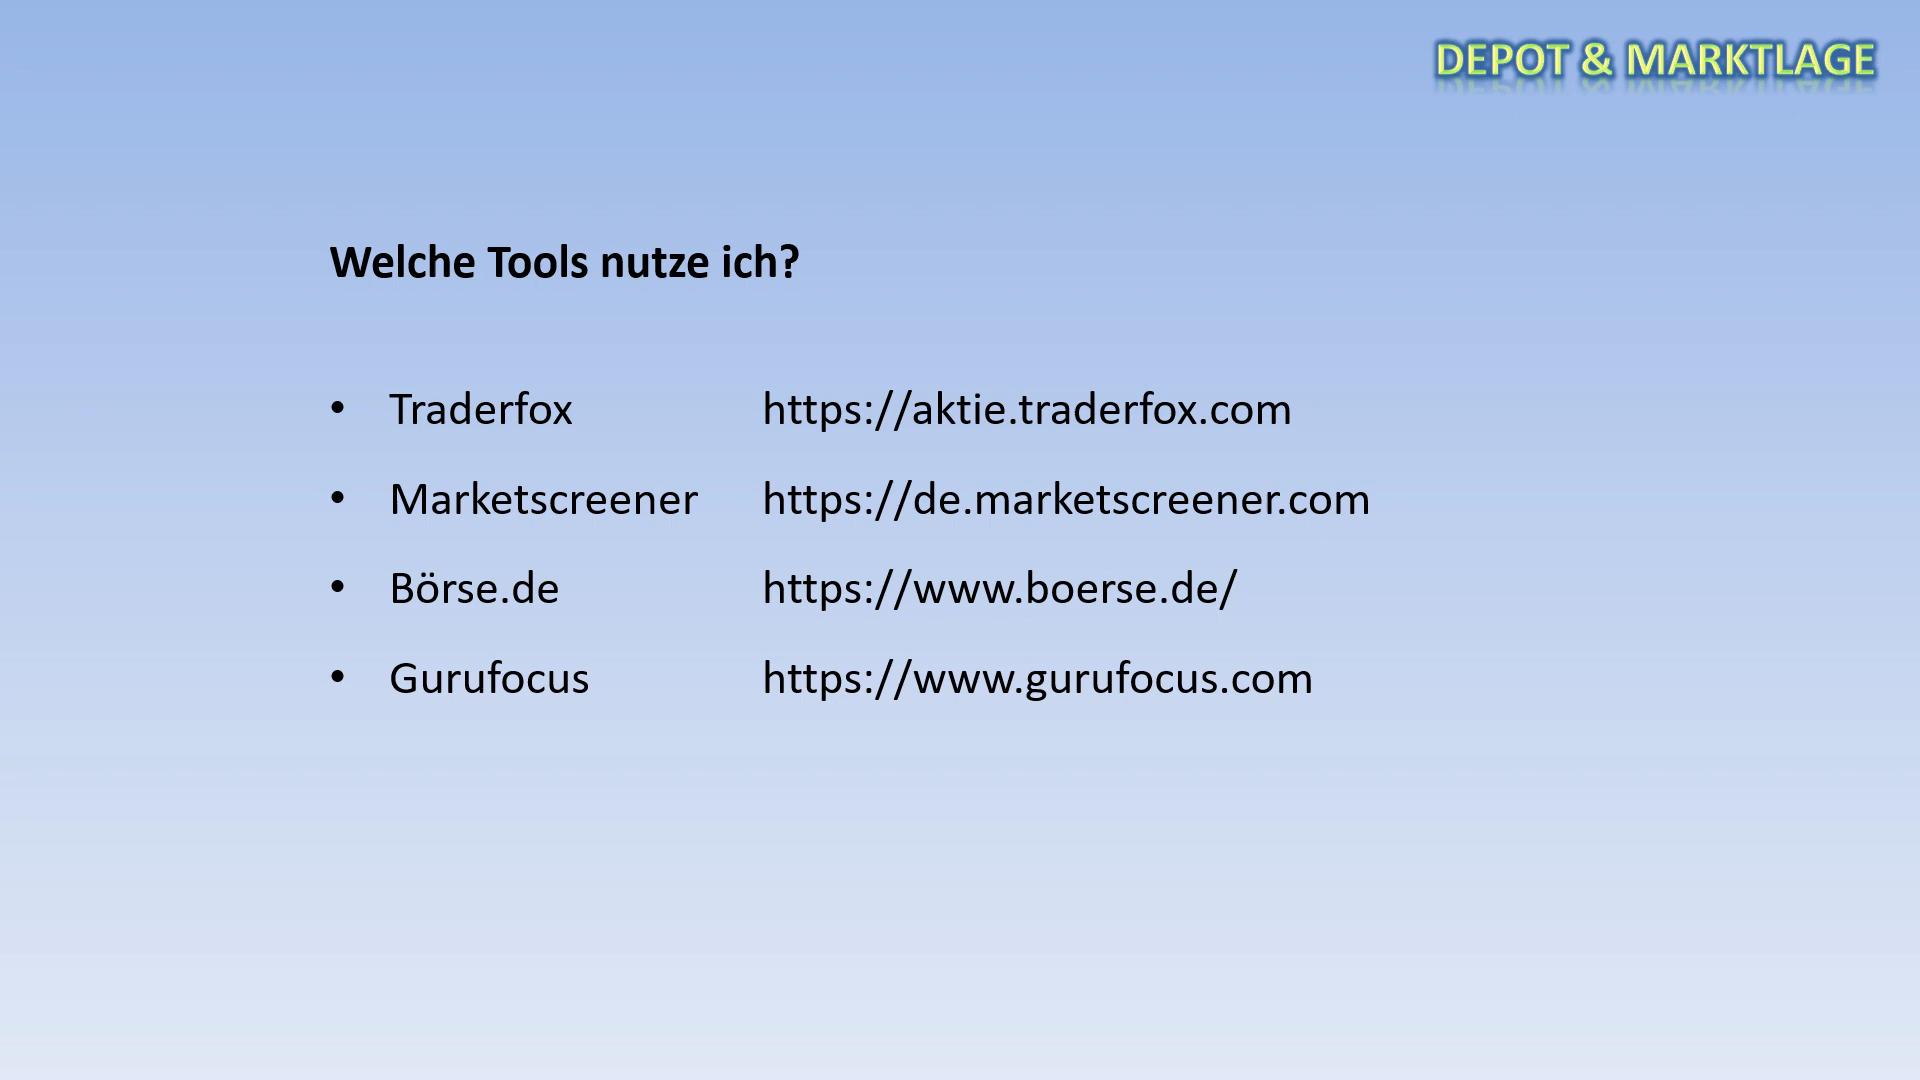 DEPOT & MARKTLAGE
Welche Tools nutze ich?
• Traderfox https://aktie.traderfox.com
• Marketscreener https://de.marketscreener.com
• Börse.de https://www.boerse.de/
• Gurufocus https://www.gurufocus.com